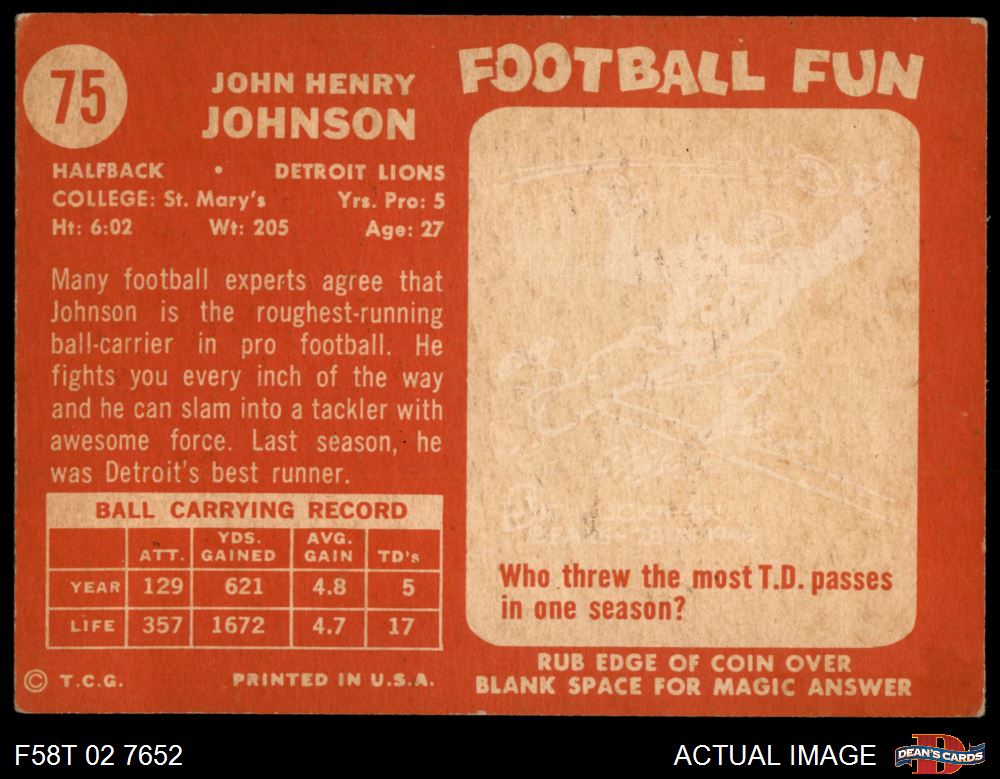 75
JOHN HENRY
JOHNSON
HALFBACK • DETROIT LIONS
COLLEGE: St. Mary's Yrs. Pro: 5
Ht: 6:02 Wt: 205 Age: 27
Many football experts agree that
Johnson is the roughest-running
ball-carrier in pro football. He
fights you every inch of the way
and he can slam into a tackler with
awesome force. Last season, he
was Detroit's best runner.
BALL CARRYING RECORD
ATT. YDS. GAINED AVG. GAIN TD's
YEAR 129 621 4.8 5
LIFE 357 1672 4.7 17
© T.C.G. PRINTED IN U.S.A.
FOOTBALL FUN
Who threw the most T.D. passes
in one season?
RUB EDGE OF COIN OVER
BLANK SPACE FOR MAGIC ANSWER
F58T 02 7652
ACTUAL IMAGE
D
DEAN'S CARDS